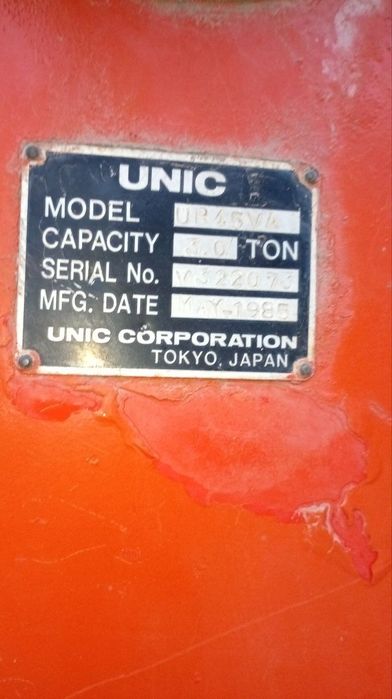 UNIC
MODEL
CAPACITY 3.0 TON
SERIAL No.
MFG. DATE MAY-1985
UNIC CORPORATION
TOKYO, JAPAN